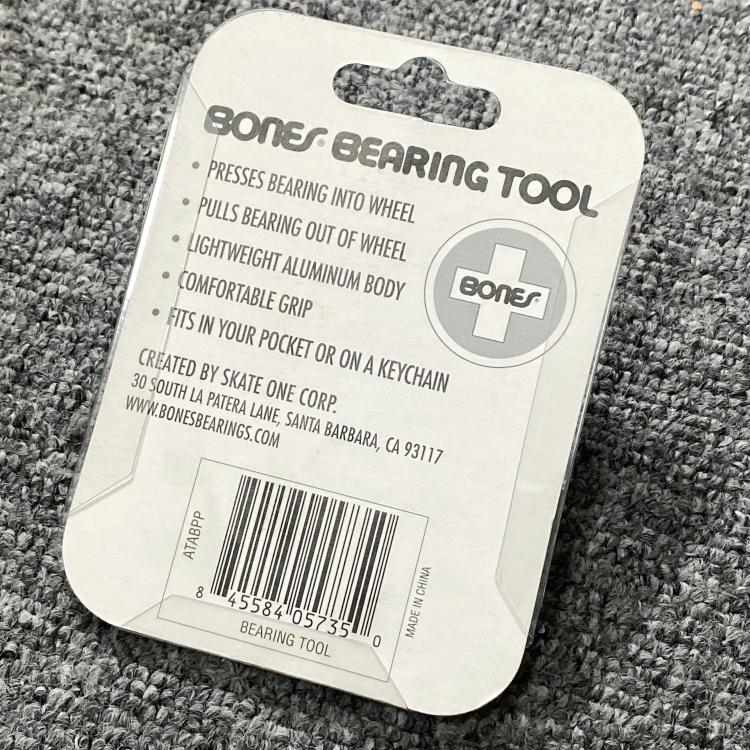 BONES® BEARING TOOL
• PRESSES BEARING INTO WHEEL
• PULLS BEARING OUT OF WHEEL
• LIGHTWEIGHT ALUMINUM BODY
• COMFORTABLE GRIP
• FITS IN YOUR POCKET OR ON A KEYCHAIN
BONES
CREATED BY SKATE ONE CORP.
30 SOUTH LA PATERA LANE, SANTA BARBARA, CA 93117
WWW.BONESBEARINGS.COM
ATABPP
8 45584 05735 0
BEARING TOOL
MADE IN CHINA